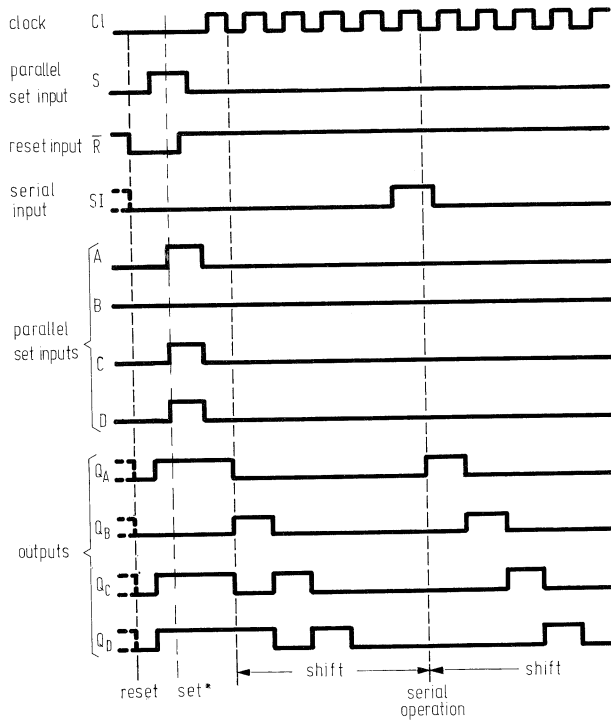 clock Cl
parallel
set input S
reset input R̅
serial
input SI
A
B
parallel
set inputs
C
D
Q_A
Q_B
outputs
Q_C
Q_D
reset set* shift shift
serial
operation